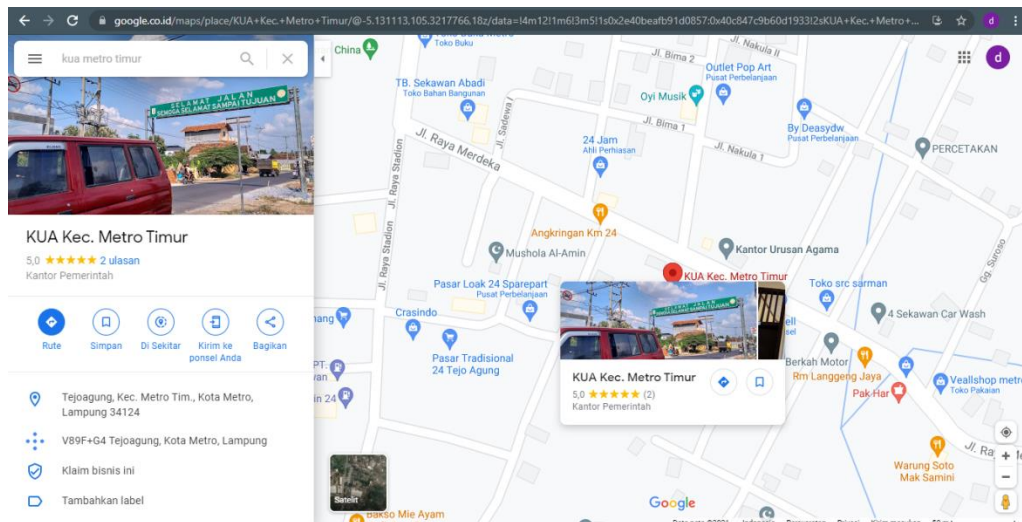 google.co.id/maps/place/KUA+Kec.+Metro+Timur/@-5.131113,105.3217766,18z/data=!4m12!1m6!3m5!1s0x2e40beafb91d0857:0x40c847c9b60d1933!2sKUA+Kec.+Metro+...
d
kua metro timur
SELAMAT JALAN
SEMOGA SELAMAT SAMPAI TUJUAN
KUA Kec. Metro Timur
5,0 ★★★★★ 2 ulasan
Kantor Pemerintah
Rute
Simpan
Di Sekitar
Kirim ke ponsel Anda
Bagikan
Tejoagung, Kec. Metro Tim., Kota Metro,
Lampung 34124
V89F+G4 Tejoagung, Kota Metro, Lampung
Klaim bisnis ini
Tambahkan label
China
Toko Buku
Jl. Bima 2
Jl. Nakula II
d
Outlet Pop Art
Pusat Perbelanjaan
TB. Sekawan Abadi
Toko Bahan Bangunan
Oyi Musik
Jl. Sadewa 1
Jl. Bima 1
By Deasydw
Pusat Perbelanjaan
Jl. Raya Merdeka
24 Jam
Ahli Perhiasan
Jl. Nakula 1
PERCETAKAN
Jl. Raya Stadion
Angkringan Km 24
Jl. Raya Stadion
Mushola Al-Amin
Kantor Urusan Agama
Gg. Suroso
KUA Kec. Metro Timur
Pasar Loak 24 Sparepart
Pusat Perbelanjaan
Toko src sarman
Crasindo
4 Sekawan Car Wash
Pasar Tradisional
24 Tejo Agung
Berkah Motor
Rm Langgeng Jaya
Pak Har
Veallshop metro
Toko Pakaian
KUA Kec. Metro Timur
5,0 ★★★★★ (2)
Kantor Pemerintah
Warung Soto
Mak Samini
Satelit
Bakso Mie Ayam
Google